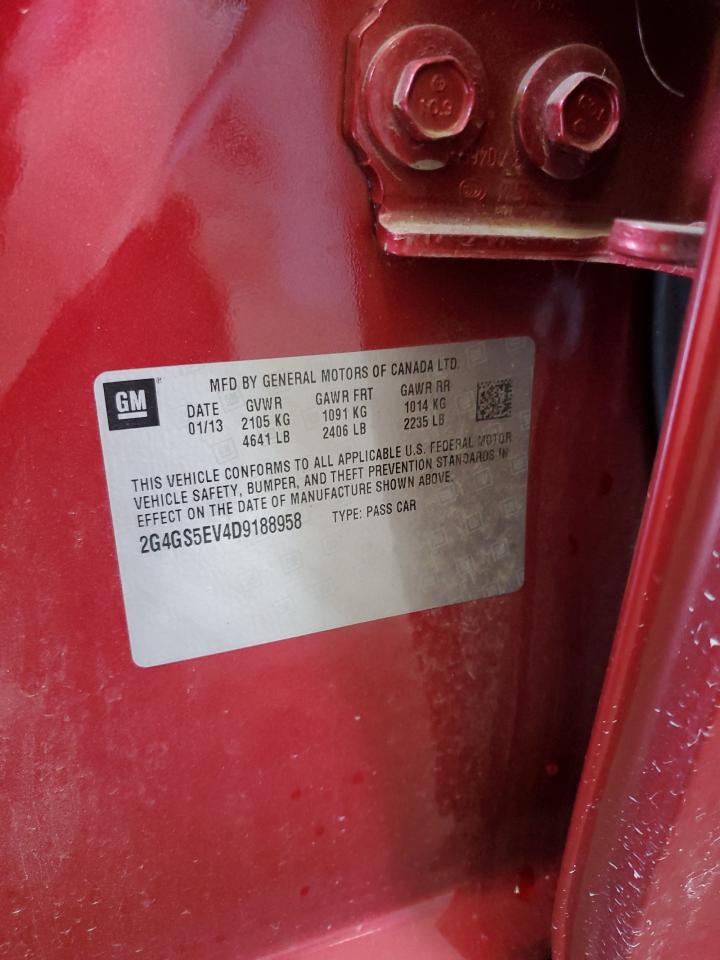 10.9
GM
MFD BY GENERAL MOTORS OF CANADA LTD.
DATE GVWR GAWR FRT GAWR RR
01/13 2105 KG 1091 KG 1014 KG
4641 LB 2406 LB 2235 LB
THIS VEHICLE CONFORMS TO ALL APPLICABLE U.S. FEDERAL MOTOR
VEHICLE SAFETY, BUMPER, AND THEFT PREVENTION STANDARDS IN
EFFECT ON THE DATE OF MANUFACTURE SHOWN ABOVE.
2G4GS5EV4D9188958 TYPE: PASS CAR